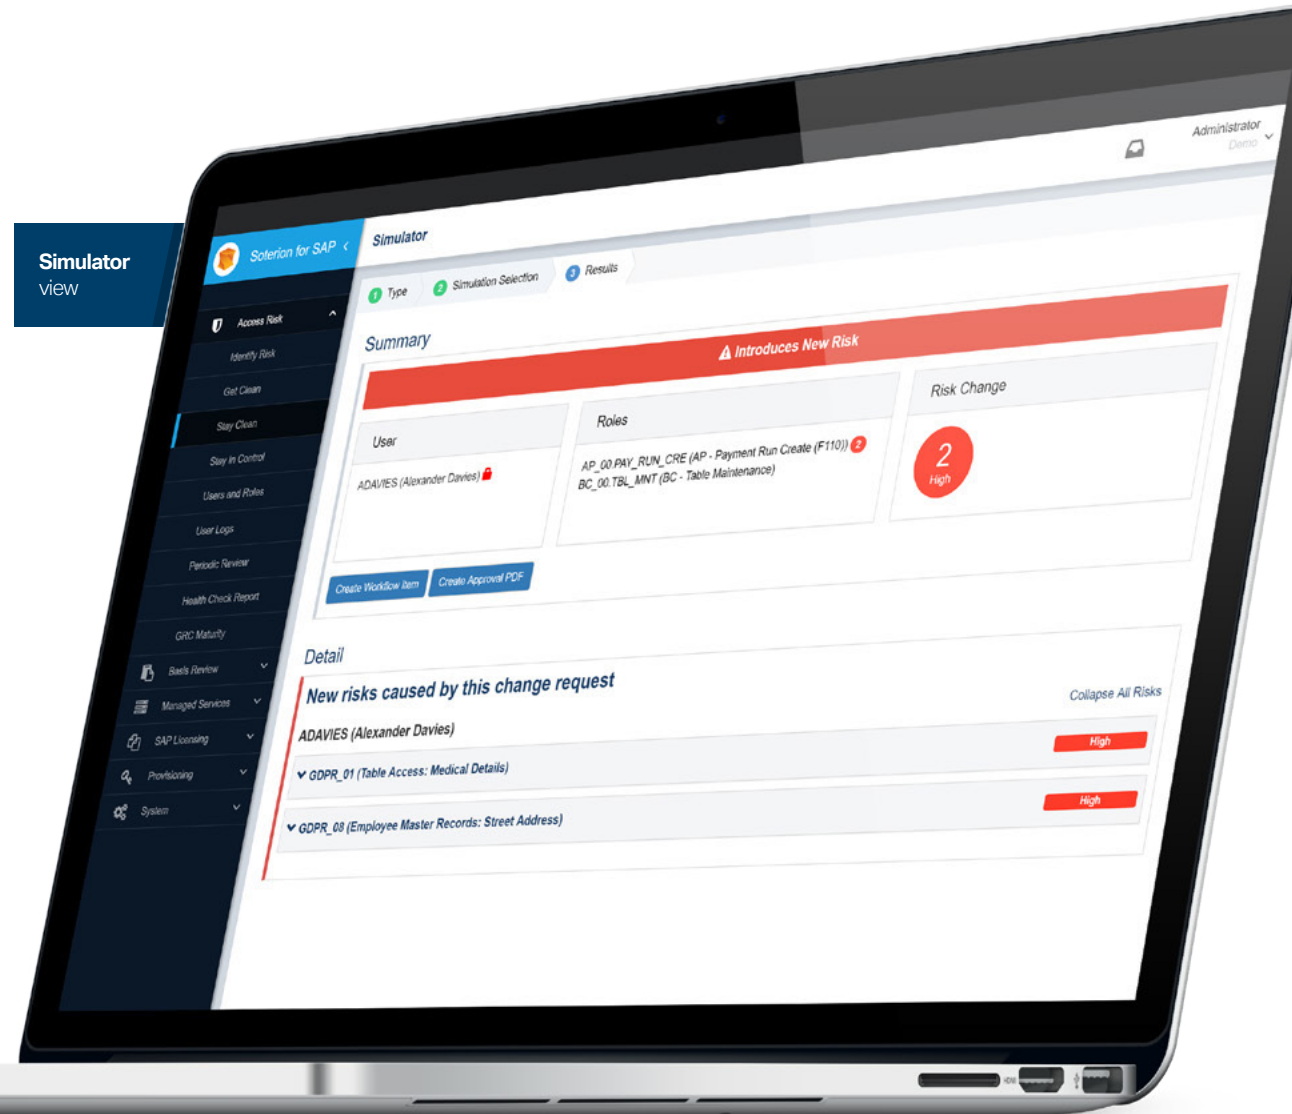 Simulator
view
Soterion for SAP
Access Risk
Identify Risk
Get Clean
Stay Clean
Stay in Control
Users and Roles
User Logs
Periodic Review
Health Check Report
GRC Maturity
Basis Review
Managed Services
SAP Licensing
Provisioning
System
Simulator
Administrator
Demo
1 Type
2 Simulation Selection
3 Results
Summary
Introduces New Risk
User
ADAVIES (Alexander Davies)
Roles
AP_00.PAY_RUN_CRE (AP - Payment Run Create (F110)) 2
BC_00.TBL_MNT (BC - Table Maintenance)
Risk Change
2
High
Create Workflow Item
Create Approval PDF
Detail
New risks caused by this change request
Collapse All Risks
ADAVIES (Alexander Davies)
GDPR_01 (Table Access: Medical Details)
High
GDPR_08 (Employee Master Records: Street Address)
High
HDMI